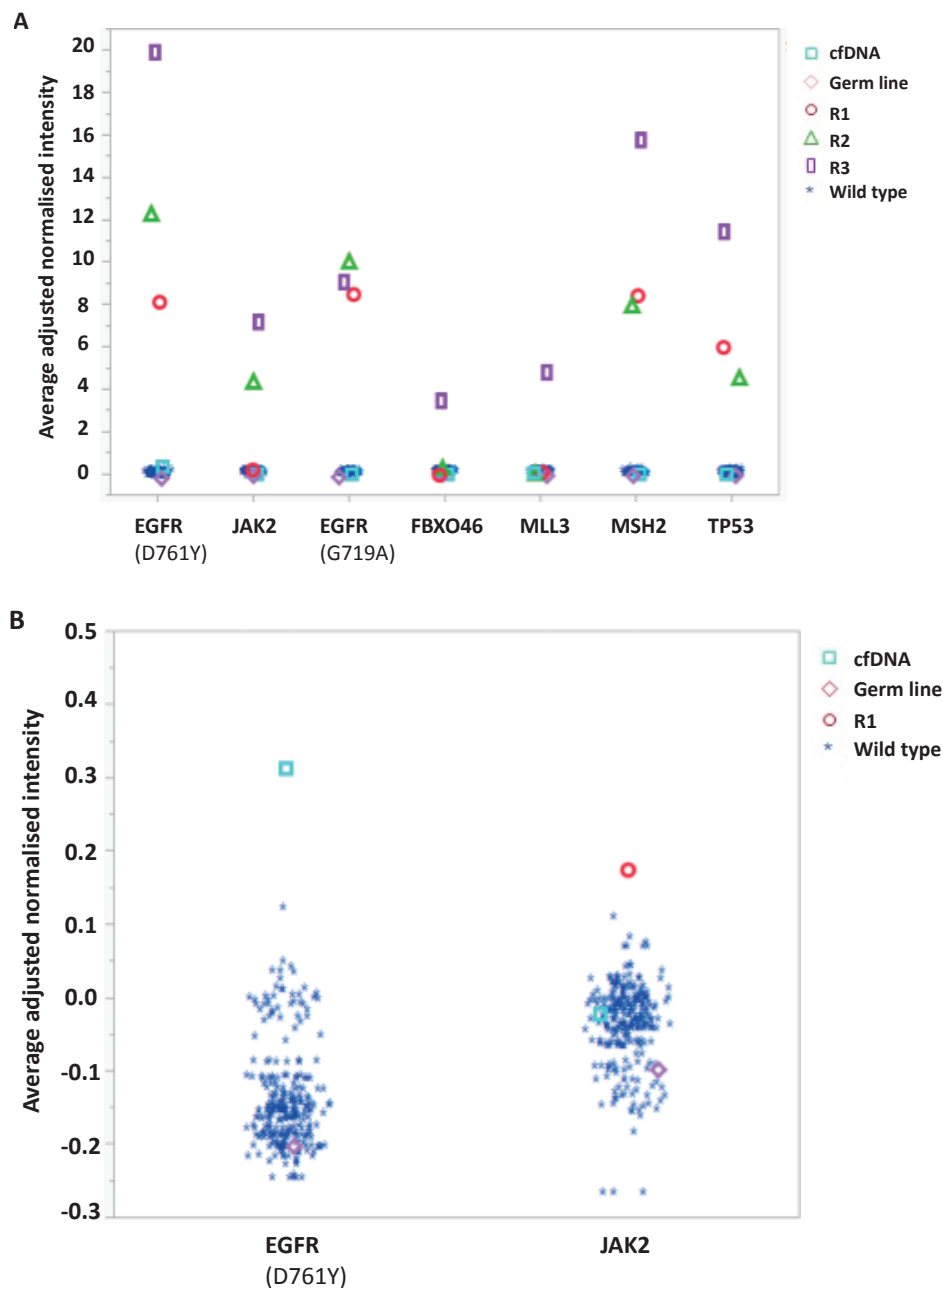 A
Average adjusted normalised intensity
20
18
16
14
12
10
8
6
4
2
0
EGFR JAK2 EGFR FBXO46 MLL3 MSH2 TP53
(D761Y) (G719A)
cfDNA
Germ line
R1
R2
R3
Wild type
B
Average adjusted normalised intensity
0.5
0.4
0.3
0.2
0.1
0.0
-0.1
-0.2
-0.3
EGFR JAK2
(D761Y)
cfDNA
Germ line
R1
Wild type